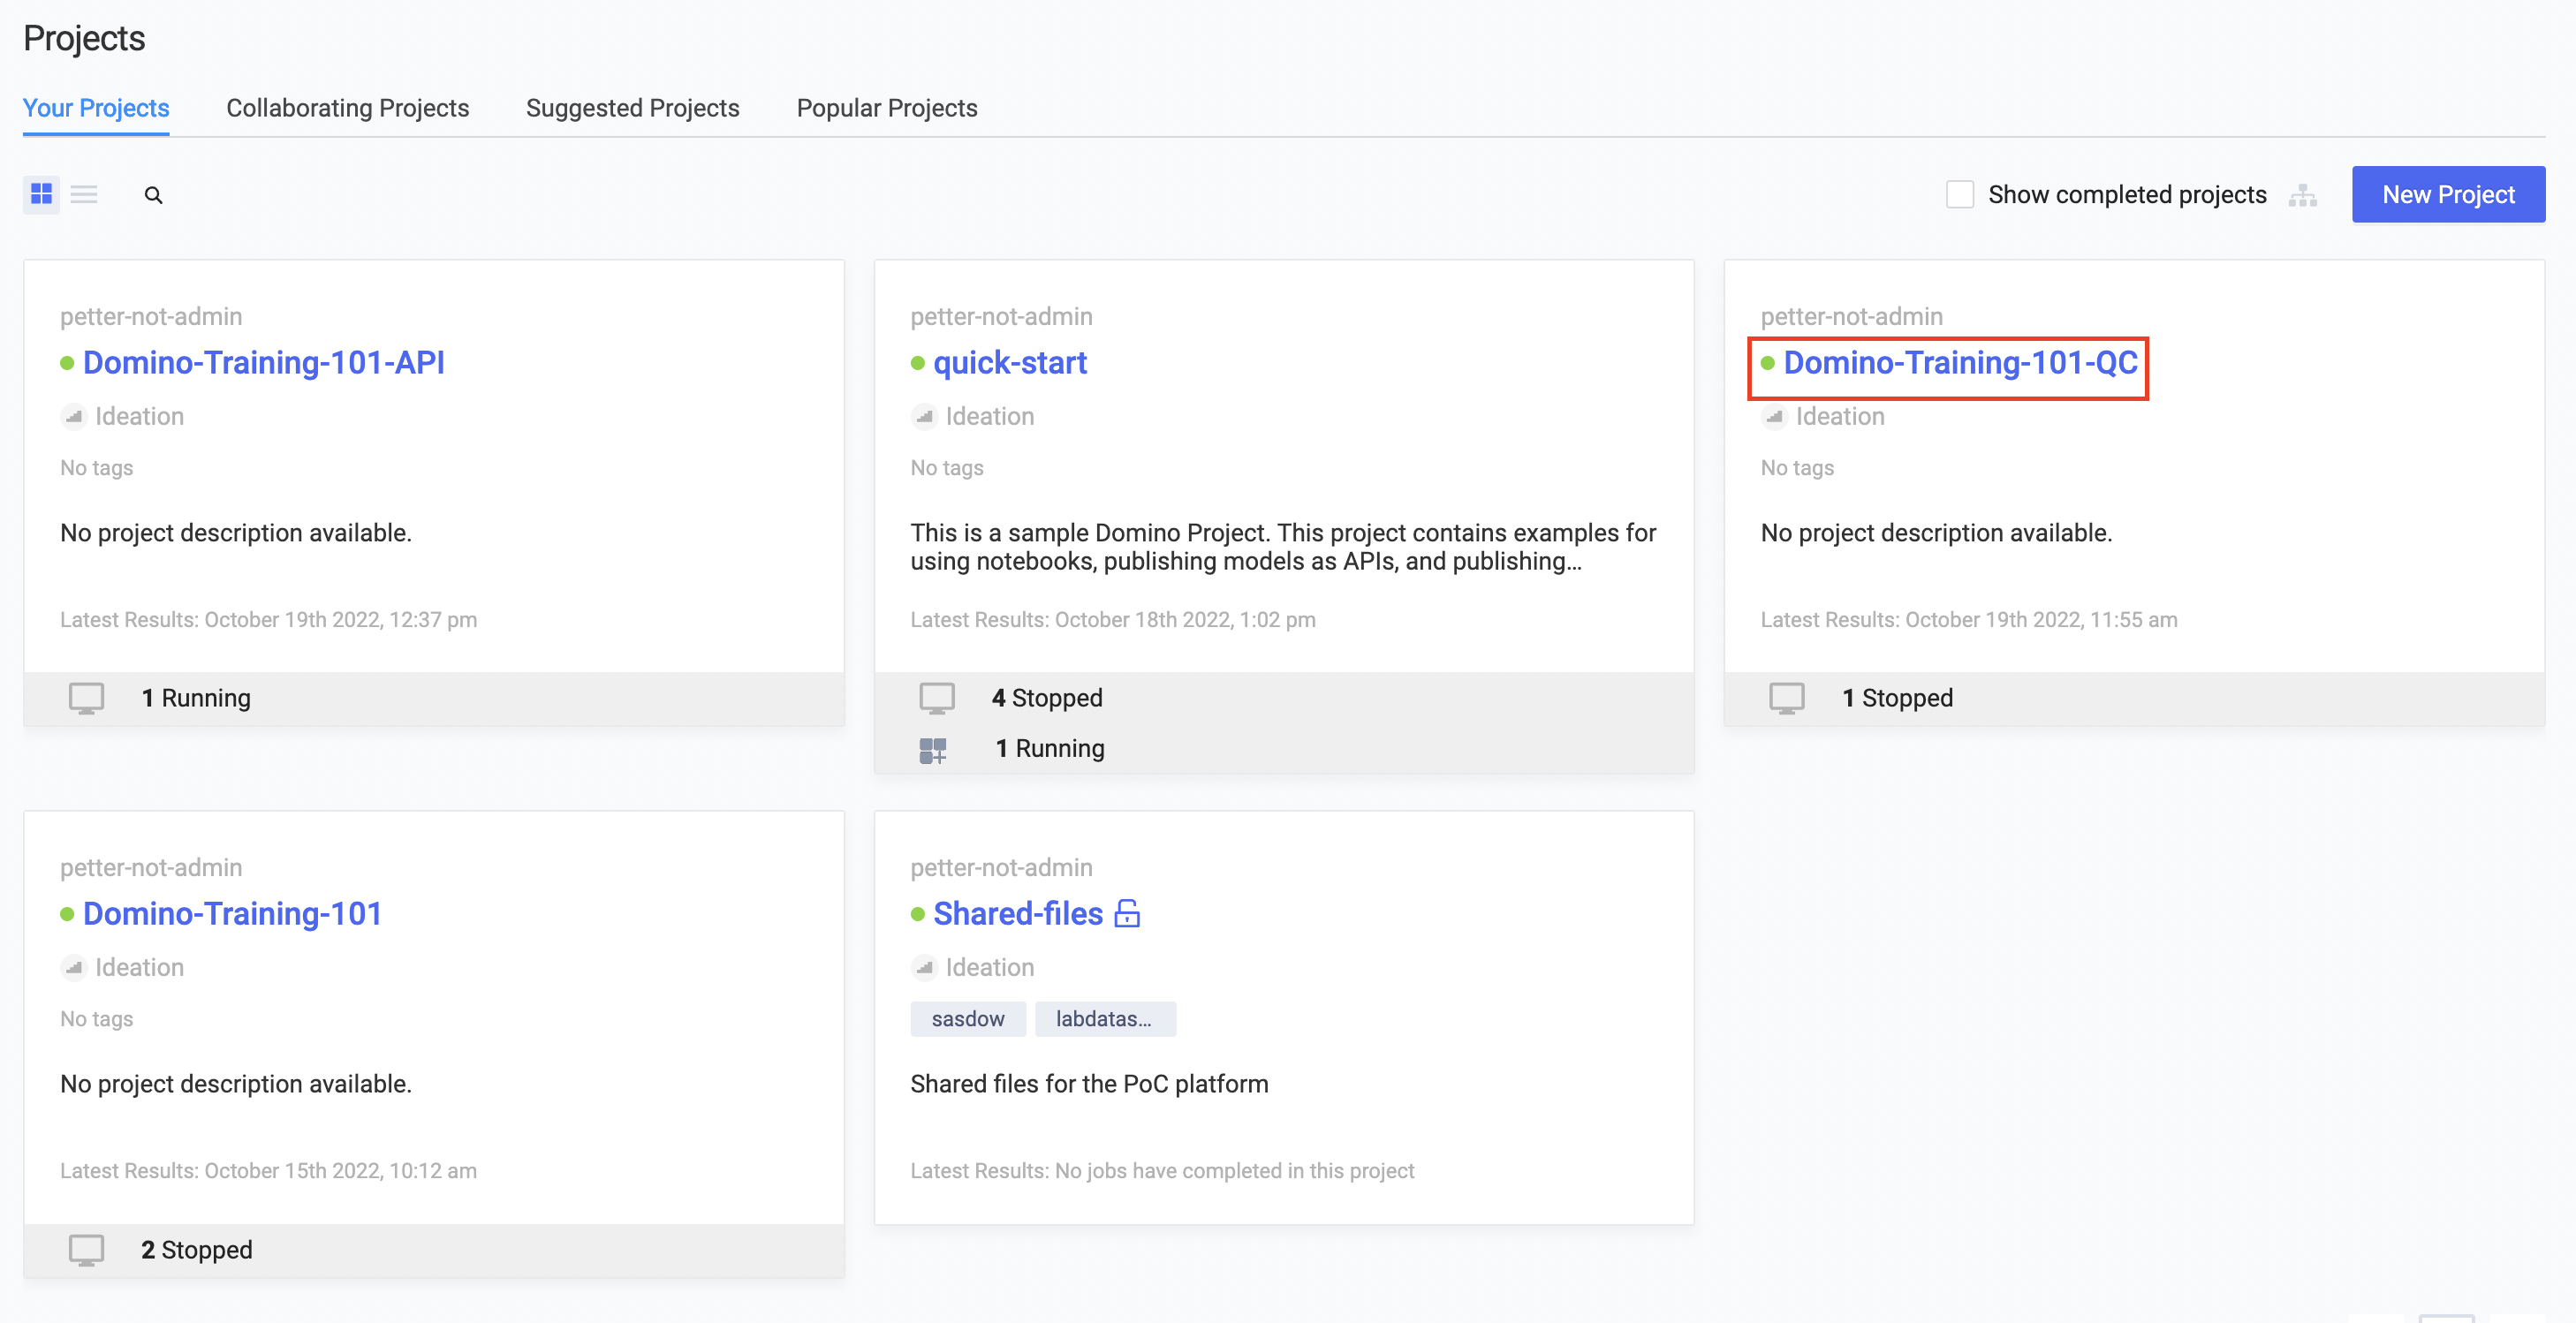 Projects
Your Projects
Collaborating Projects
Suggested Projects
Popular Projects
Show completed projects
New Project
petter-not-admin
Domino-Training-101-API
Ideation
No tags
No project description available.
Latest Results: October 19th 2022, 12:37 pm
1 Running
petter-not-admin
quick-start
Ideation
No tags
This is a sample Domino Project. This project contains examples for
using notebooks, publishing models as APIs, and publishing...
Latest Results: October 18th 2022, 1:02 pm
4 Stopped
1 Running
petter-not-admin
Domino-Training-101-QC
Ideation
No tags
No project description available.
Latest Results: October 19th 2022, 11:55 am
1 Stopped
petter-not-admin
Domino-Training-101
Ideation
No tags
No project description available.
Latest Results: October 15th 2022, 10:12 am
2 Stopped
petter-not-admin
Shared-files
Ideation
sasdow
labdatas...
Shared files for the PoC platform
Latest Results: No jobs have completed in this project